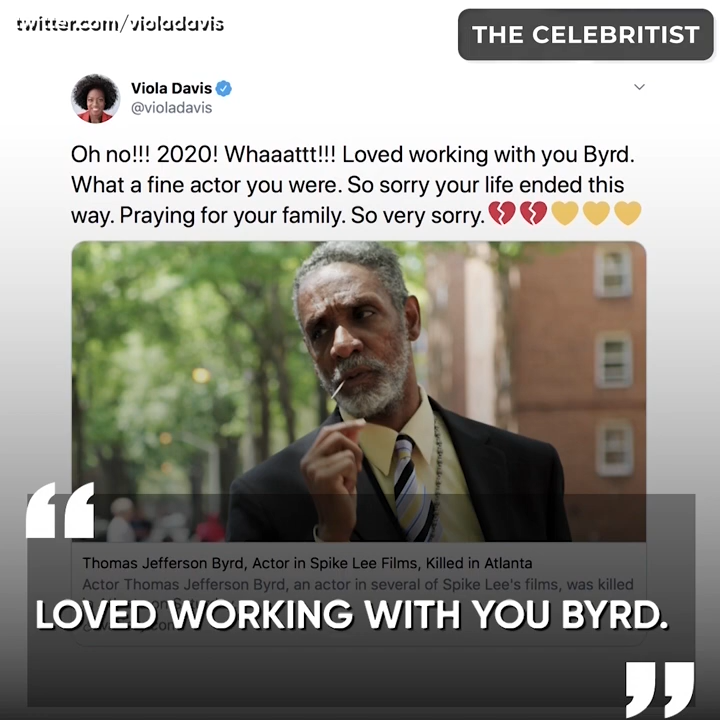 twitter.com/violadavis
THE CELEBRITIST
Viola Davis
@violadavis
Oh no!!! 2020! Whaaattt!!! Loved working with you Byrd.
What a fine actor you were. So sorry your life ended this
way. Praying for your family. So very sorry.💔💔💛💛💛
Thomas Jefferson Byrd, Actor in Spike Lee Films, Killed in Atlanta
Actor Thomas Jefferson Byrd, an actor in several of Spike Lee's films, was killed
“
LOVED WORKING WITH YOU BYRD.
”